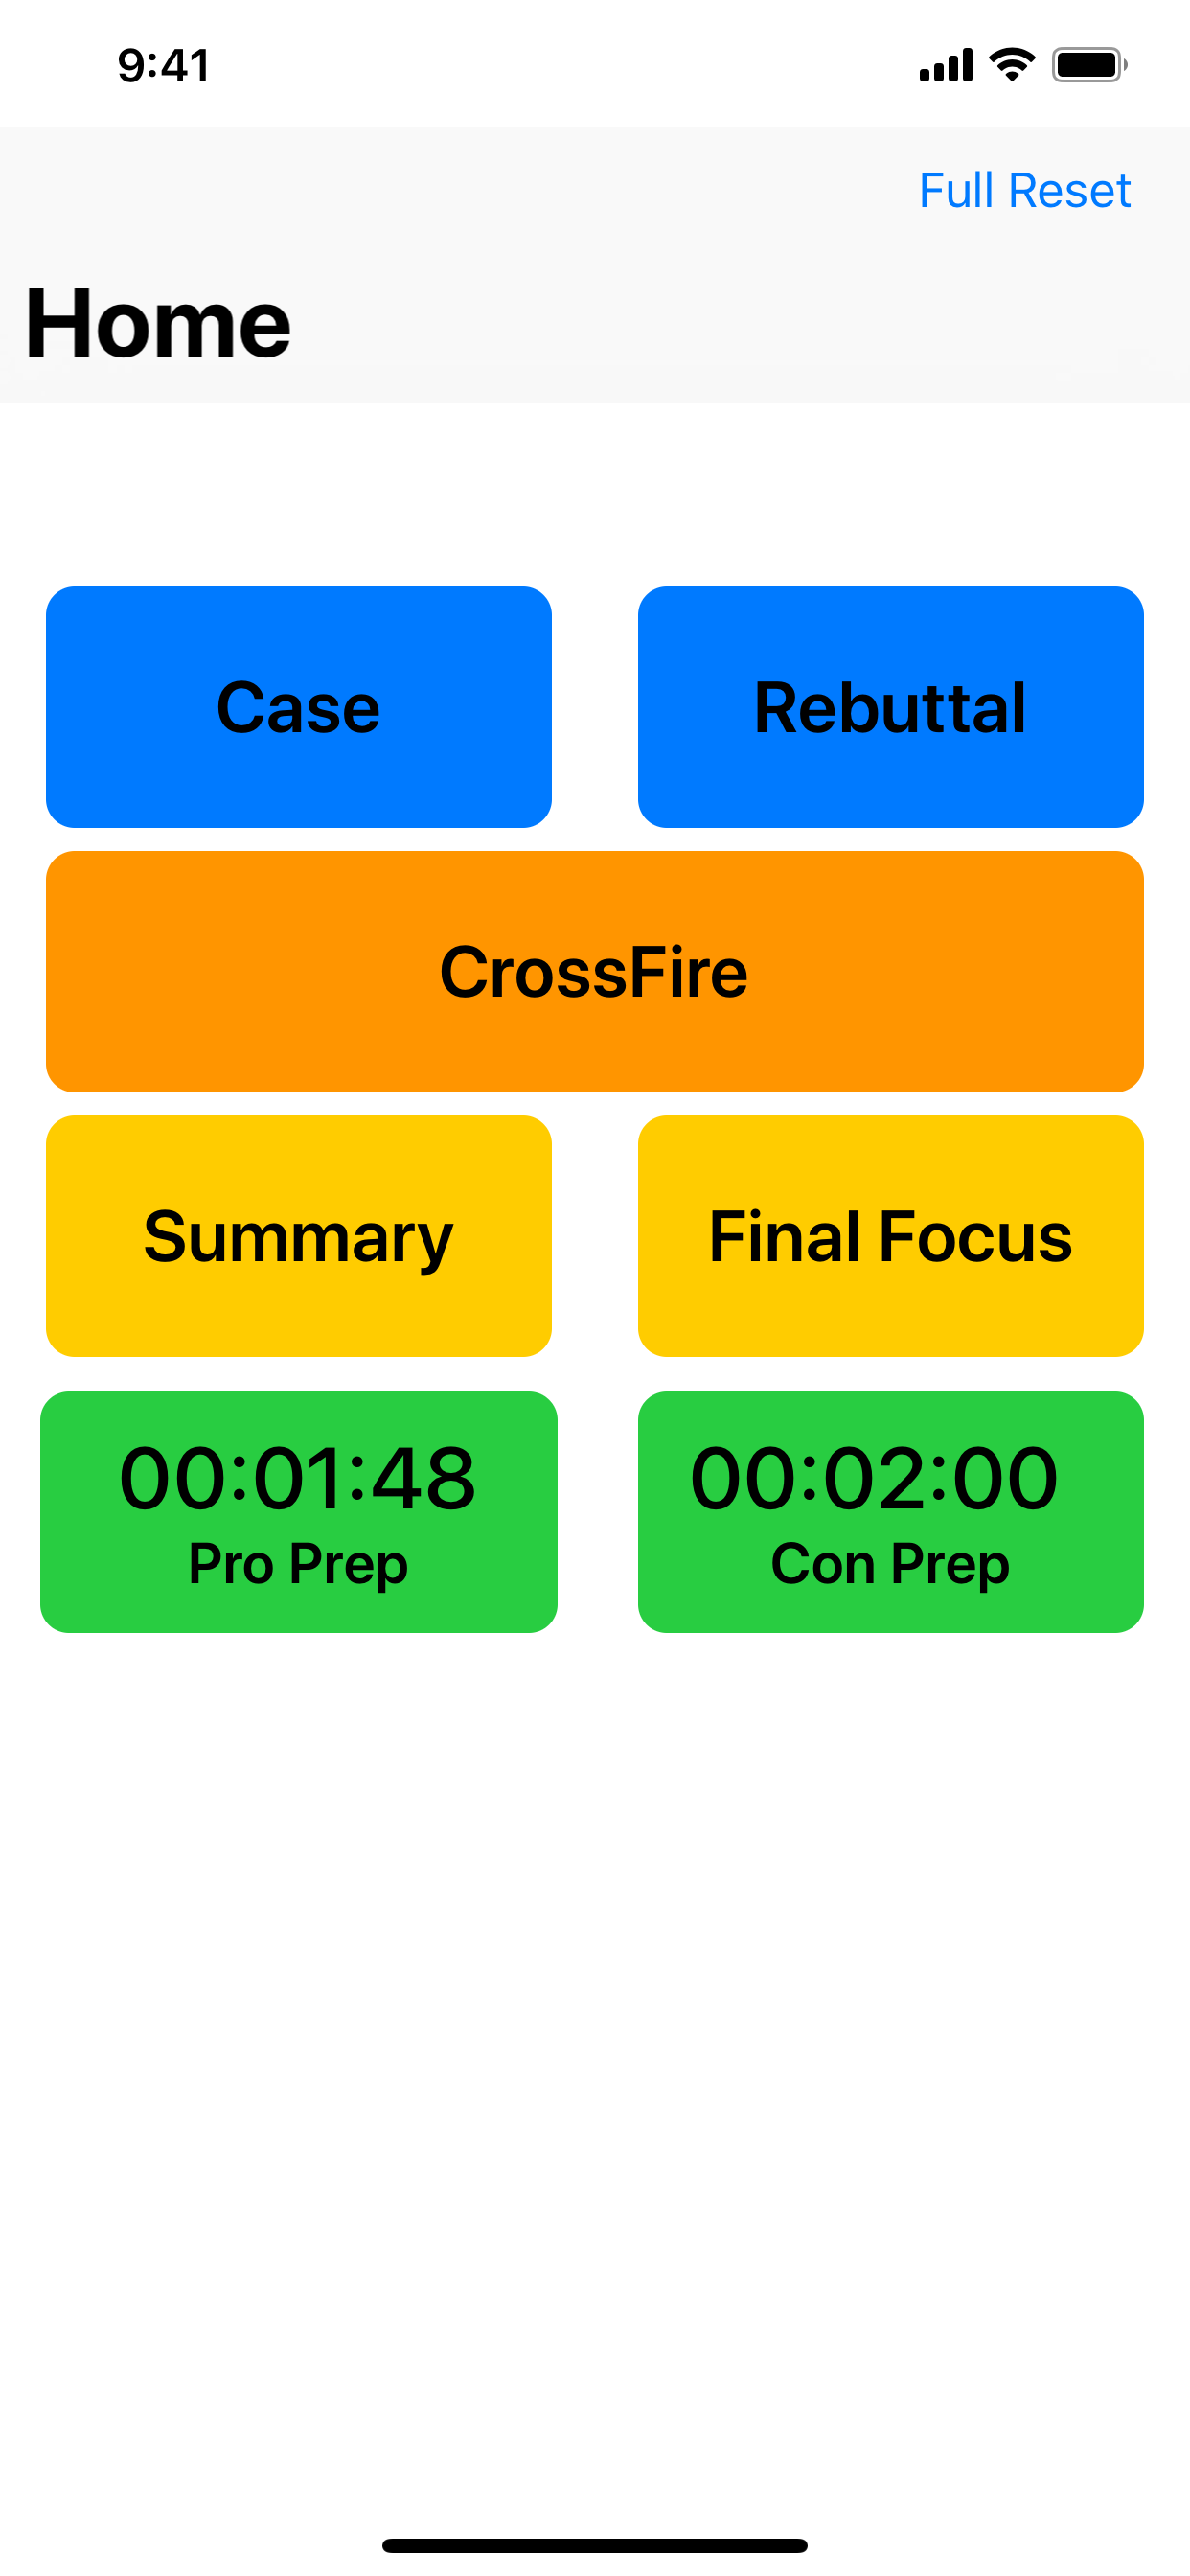 9:41
Full Reset
Home
Case
Rebuttal
CrossFire
Summary
Final Focus
00:01:48
Pro Prep
00:02:00
Con Prep